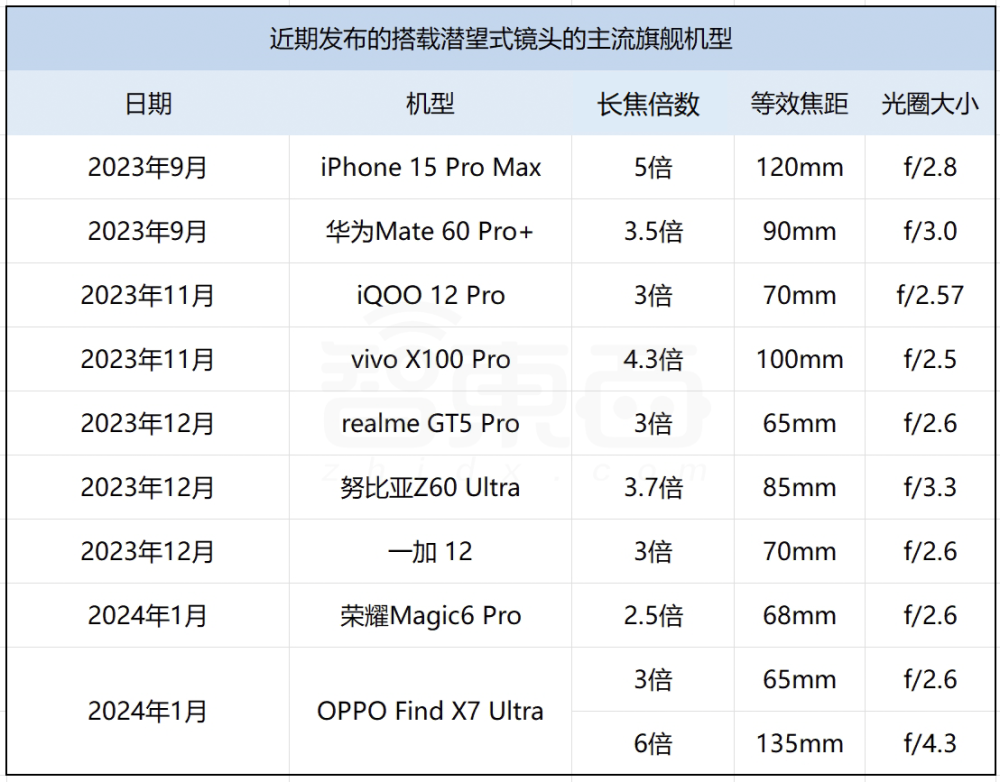 近期发布的搭载潜望式镜头的主流旗舰机型
日期 机型 长焦倍数 等效焦距 光圈大小
2023年9月 iPhone 15 Pro Max 5倍 120mm f/2.8
2023年9月 华为Mate 60 Pro+ 3.5倍 90mm f/3.0
2023年11月 iQOO 12 Pro 3倍 70mm f/2.57
2023年11月 vivo X100 Pro 4.3倍 100mm f/2.5
2023年12月 realme GT5 Pro 3倍 65mm f/2.6
2023年12月 努比亚Z60 Ultra 3.7倍 85mm f/3.3
2023年12月 一加 12 3倍 70mm f/2.6
2024年1月 荣耀Magic6 Pro 2.5倍 68mm f/2.6
2024年1月 OPPO Find X7 Ultra 3倍 65mm f/2.6
6倍 135mm f/4.3
智東西
zhidx.com